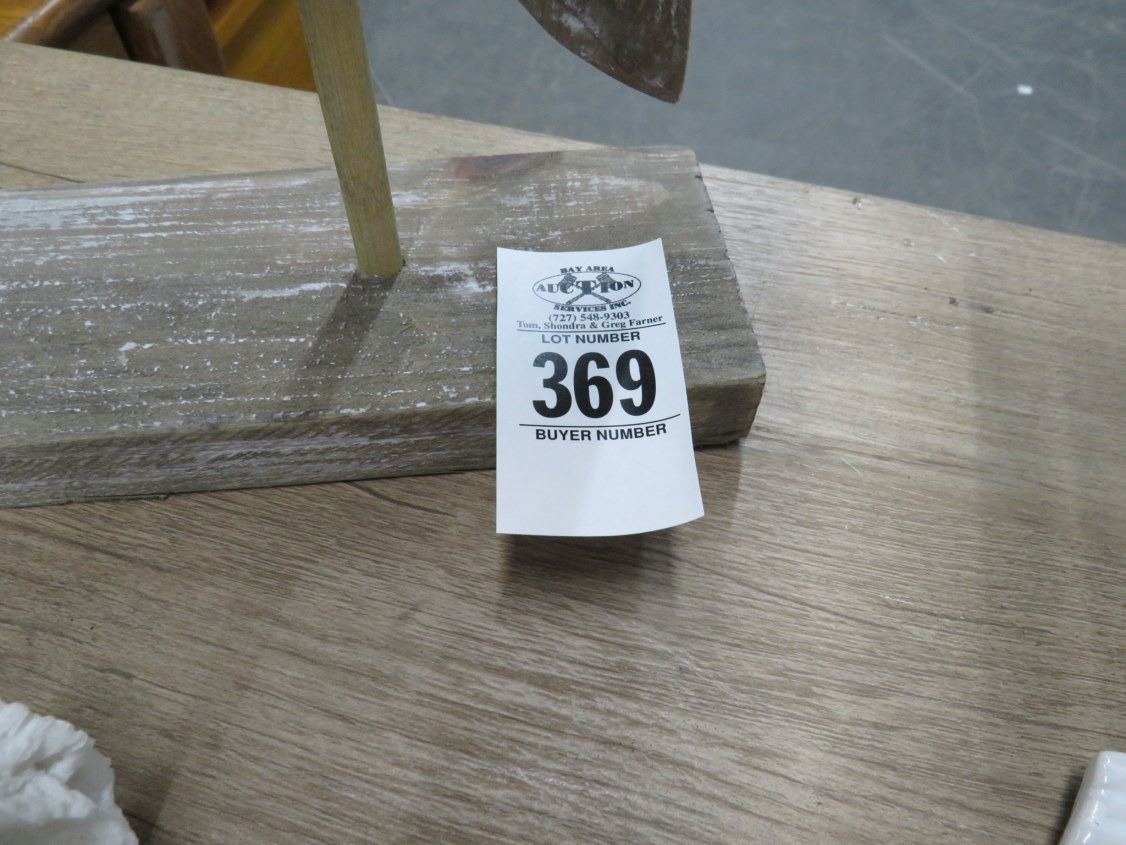 BAY AREA
AUCTION
SERVICES INC.
(727) 548-9303
Tom, Shondra & Greg Farner
LOT NUMBER
369
BUYER NUMBER